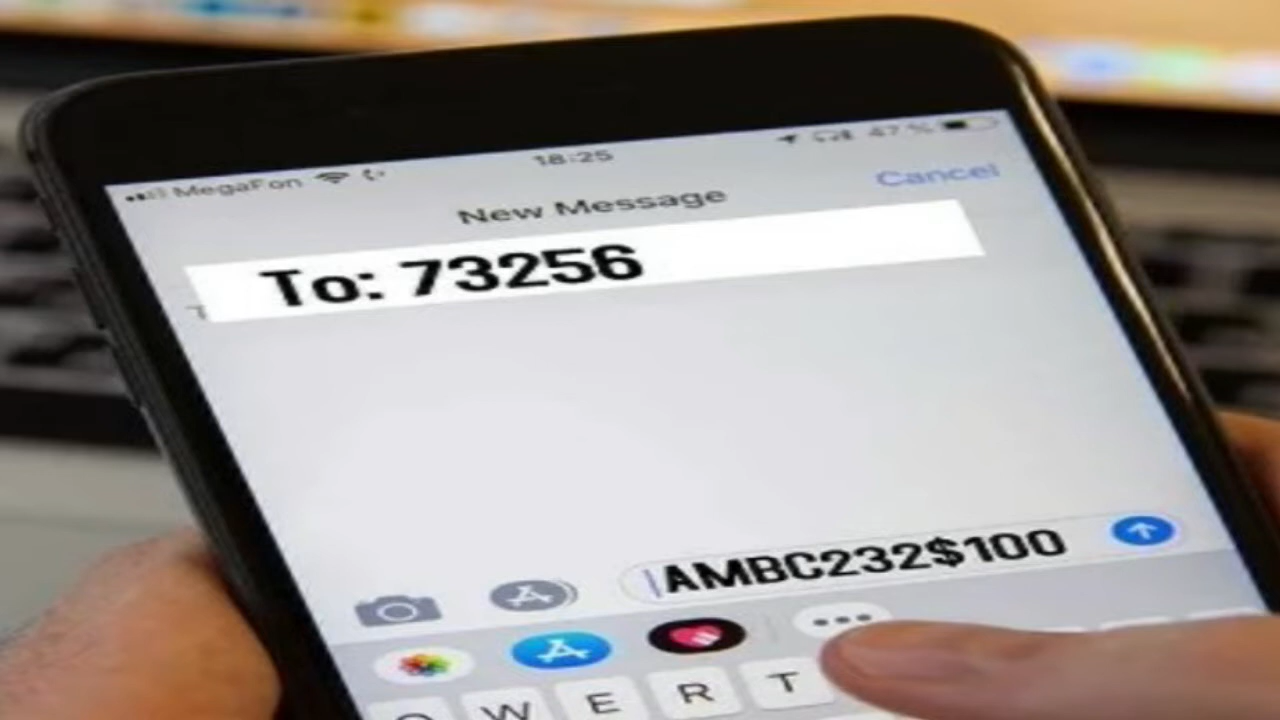 MegaFon 18:25 47 %
New Message Cancel
To: 73256
T
AMBC232$100
W E R T